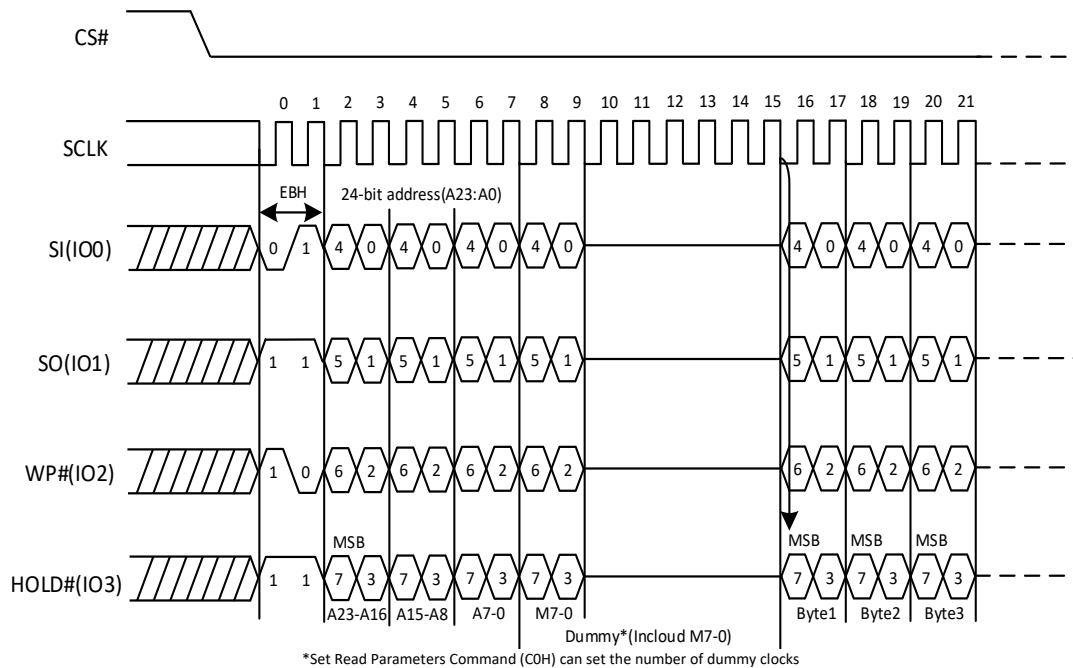 CS#
0 1 2 3 4 5 6 7 8 9 10 11 12 13 14 15 16 17 18 19 20 21
SCLK
EBH 24-bit address(A23:A0)
SI(IO0) 0 1 4 0 4 0 4 0 4 0 4 0 4 0 4 0
SO(IO1) 1 1 5 1 5 1 5 1 5 1 5 1 5 1 5 1
WP#(IO2) 1 0 6 2 6 2 6 2 6 2 6 2 6 2 6 2
MSB MSB MSB MSB
HOLD#(IO3) 1 1 7 3 7 3 7 3 7 3 7 3 7 3 7 3
A23-A16 A15-A8 A7-0 M7-0 Byte1 Byte2 Byte3
Dummy*(Incloud M7-0)
*Set Read Parameters Command (C0H) can set the number of dummy clocks